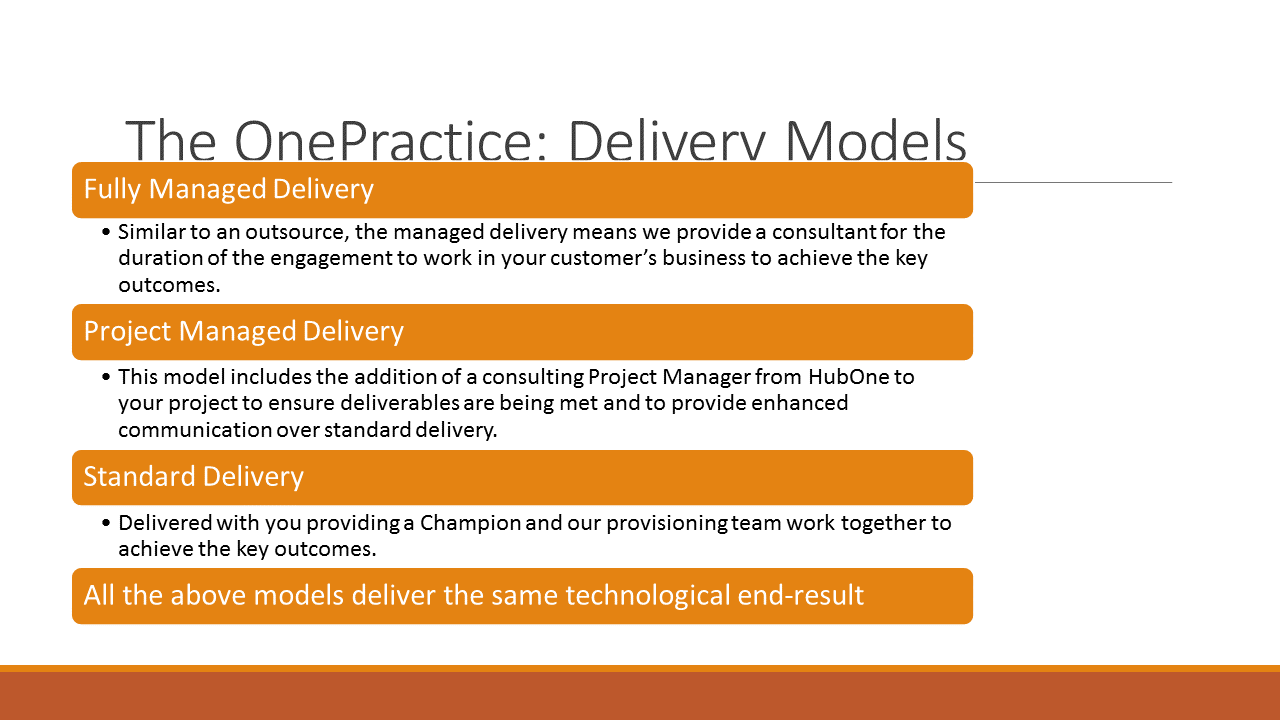 The OnePractice: Delivery Models
Fully Managed Delivery
• Similar to an outsource, the managed delivery means we provide a consultant for the
duration of the engagement to work in your customer’s business to achieve the key
outcomes.
Project Managed Delivery
• This model includes the addition of a consulting Project Manager from HubOne to
your project to ensure deliverables are being met and to provide enhanced
communication over standard delivery.
Standard Delivery
• Delivered with you providing a Champion and our provisioning team work together to
achieve the key outcomes.
All the above models deliver the same technological end-result